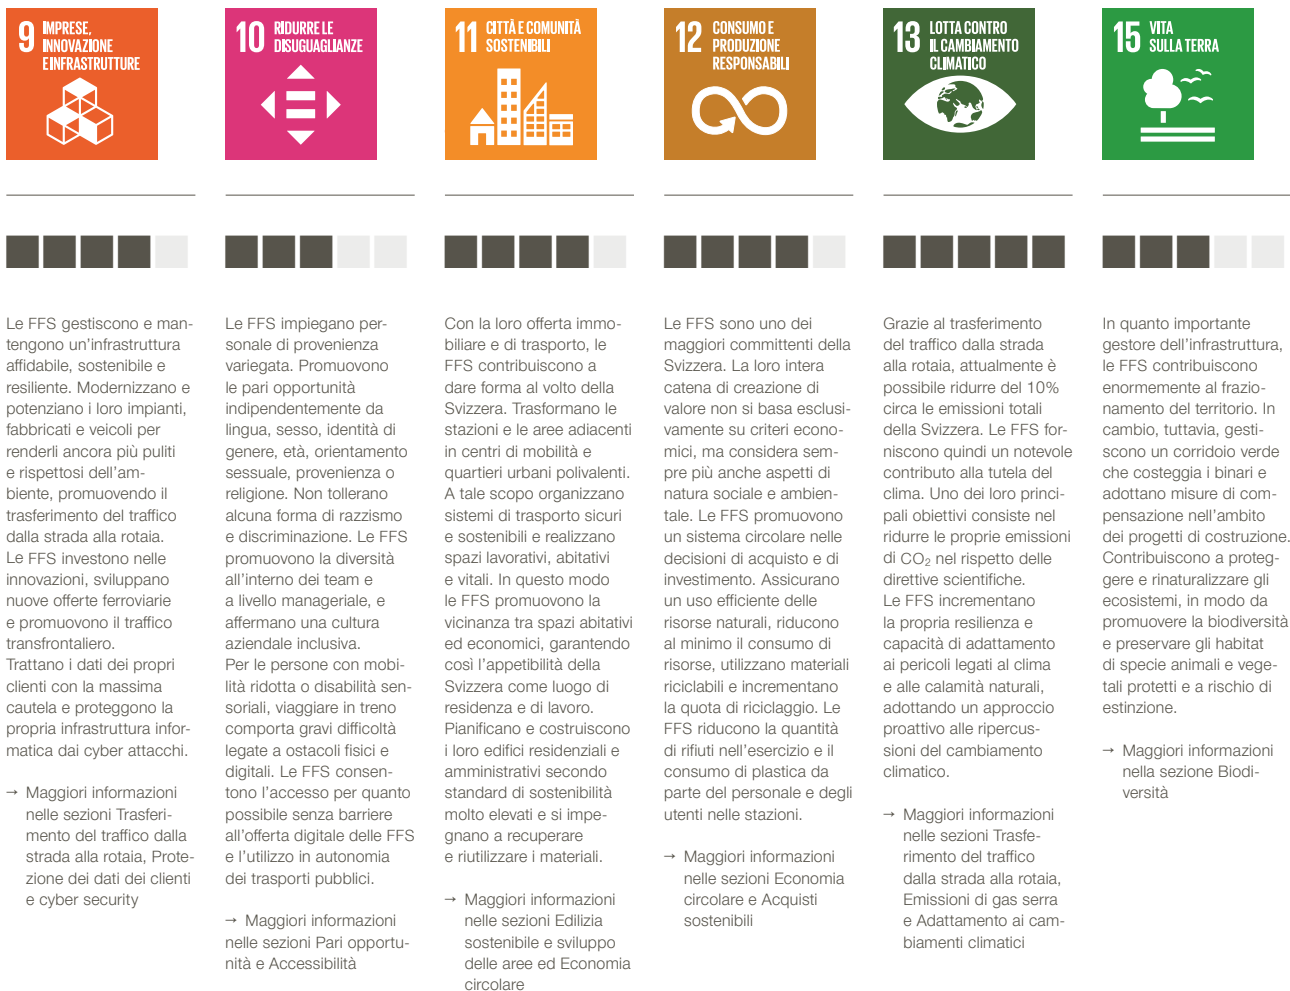 9 IMPRESE,
INNOVAZIONE
E INFRASTRUTTURE
Le FFS gestiscono e man-
tengono un'infrastruttura
affidabile, sostenibile e
resiliente. Modernizzano e
potenziano i loro impianti,
fabbricati e veicoli per
renderli ancora più puliti
e rispettosi dell'am-
biente, promuovendo il
trasferimento del traffico
dalla strada alla rotaia.
Le FFS investono nelle
innovazioni, sviluppano
nuove offerte ferroviarie
e promuovono il traffico
transfrontaliero.
Trattano i dati dei propri
clienti con la massima
cautela e proteggono la
propria infrastruttura infor-
matica dai cyber attacchi.
→ Maggiori informazioni
nelle sezioni Trasferi-
mento del traffico dalla
strada alla rotaia, Prote-
zione dei dati dei clienti
e cyber security
10 RIDURRE LE
DISUGUAGLIANZE
Le FFS impiegano per-
sonale di provenienza
variegata. Promuovono
le pari opportunità
indipendentemente da
lingua, sesso, identità di
genere, età, orientamento
sessuale, provenienza o
religione. Non tollerano
alcuna forma di razzismo
e discriminazione. Le FFS
promuovono la diversità
all'interno dei team e
a livello manageriale, e
affermano una cultura
aziendale inclusiva.
Per le persone con mobi-
lità ridotta o disabilità sen-
soriali, viaggiare in treno
comporta gravi difficoltà
legate a ostacoli fisici e
digitali. Le FFS consen-
tono l'accesso per quanto
possibile senza barriere
all'offerta digitale delle FFS
e l'utilizzo in autonomia
dei trasporti pubblici.
→ Maggiori informazioni
nelle sezioni Pari opportu-
nità e Accessibilità
11 CITTÀ E COMUNITÀ
SOSTENIBILI
Con la loro offerta immo-
biliare e di trasporto, le
FFS contribuiscono a
dare forma al volto della
Svizzera. Trasformano le
stazioni e le aree adiacenti
in centri di mobilità e
quartieri urbani polivalenti.
A tale scopo organizzano
sistemi di trasporto sicuri
e sostenibili e realizzano
spazi lavorativi, abitativi
e vitali. In questo modo
le FFS promuovono la
vicinanza tra spazi abitativi
ed economici, garantendo
così l'appetibilità della
Svizzera come luogo di
residenza e di lavoro.
Pianificano e costruiscono
i loro edifici residenziali e
amministrativi secondo
standard di sostenibilità
molto elevati e si impe-
gnano a recuperare
e riutilizzare i materiali.
→ Maggiori informazioni
nelle sezioni Edilizia
sostenibile e sviluppo
delle aree ed Economia
circolare
12 CONSUMO E
PRODUZIONE
RESPONSABILI
Le FFS sono uno dei
maggiori committenti della
Svizzera. La loro intera
catena di creazione di
valore non si basa esclusi-
vamente su criteri econo-
mici, ma considera sem-
pre più anche aspetti di
natura sociale e ambien-
tale. Le FFS promuovono
un sistema circolare nelle
decisioni di acquisto e di
investimento. Assicurano
un uso efficiente delle
risorse naturali, riducono
al minimo il consumo di
risorse, utilizzano materiali
riciclabili e incrementano
la quota di riciclaggio. Le
FFS riducono la quantità
di rifiuti nell'esercizio e il
consumo di plastica da
parte del personale e degli
utenti nelle stazioni.
→ Maggiori informazioni
nelle sezioni Economia
circolare e Acquisti
sostenibili
13 LOTTA CONTRO
IL CAMBIAMENTO
CLIMATICO
Grazie al trasferimento
del traffico dalla strada
alla rotaia, attualmente è
possibile ridurre del 10%
circa le emissioni totali
della Svizzera. Le FFS for-
niscono quindi un notevole
contributo alla tutela del
clima. Uno dei loro princi-
pali obiettivi consiste nel
ridurre le proprie emissioni
di CO₂ nel rispetto delle
direttive scientifiche.
Le FFS incrementano
la propria resilienza e
capacità di adattamento
ai pericoli legati al clima
e alle calamità naturali,
adottando un approccio
proattivo alle ripercus-
sioni del cambiamento
climatico.
→ Maggiori informazioni
nelle sezioni Trasfe-
rimento del traffico
dalla strada alla rotaia,
Emissioni di gas serra
e Adattamento ai cam-
biamenti climatici
15 VITA
SULLA TERRA
In quanto importante
gestore dell'infrastruttura,
le FFS contribuiscono
enormemente al frazio-
namento del territorio. In
cambio, tuttavia, gesti-
scono un corridoio verde
che costeggia i binari e
adottano misure di com-
pensazione nell'ambito
dei progetti di costruzione.
Contribuiscono a proteg-
gere e rinaturalizzare gli
ecosistemi, in modo da
promuovere la biodiversità
e preservare gli habitat
di specie animali e vege-
tali protetti e a rischio di
estinzione.
→ Maggiori informazioni
nella sezione Biodi-
versità